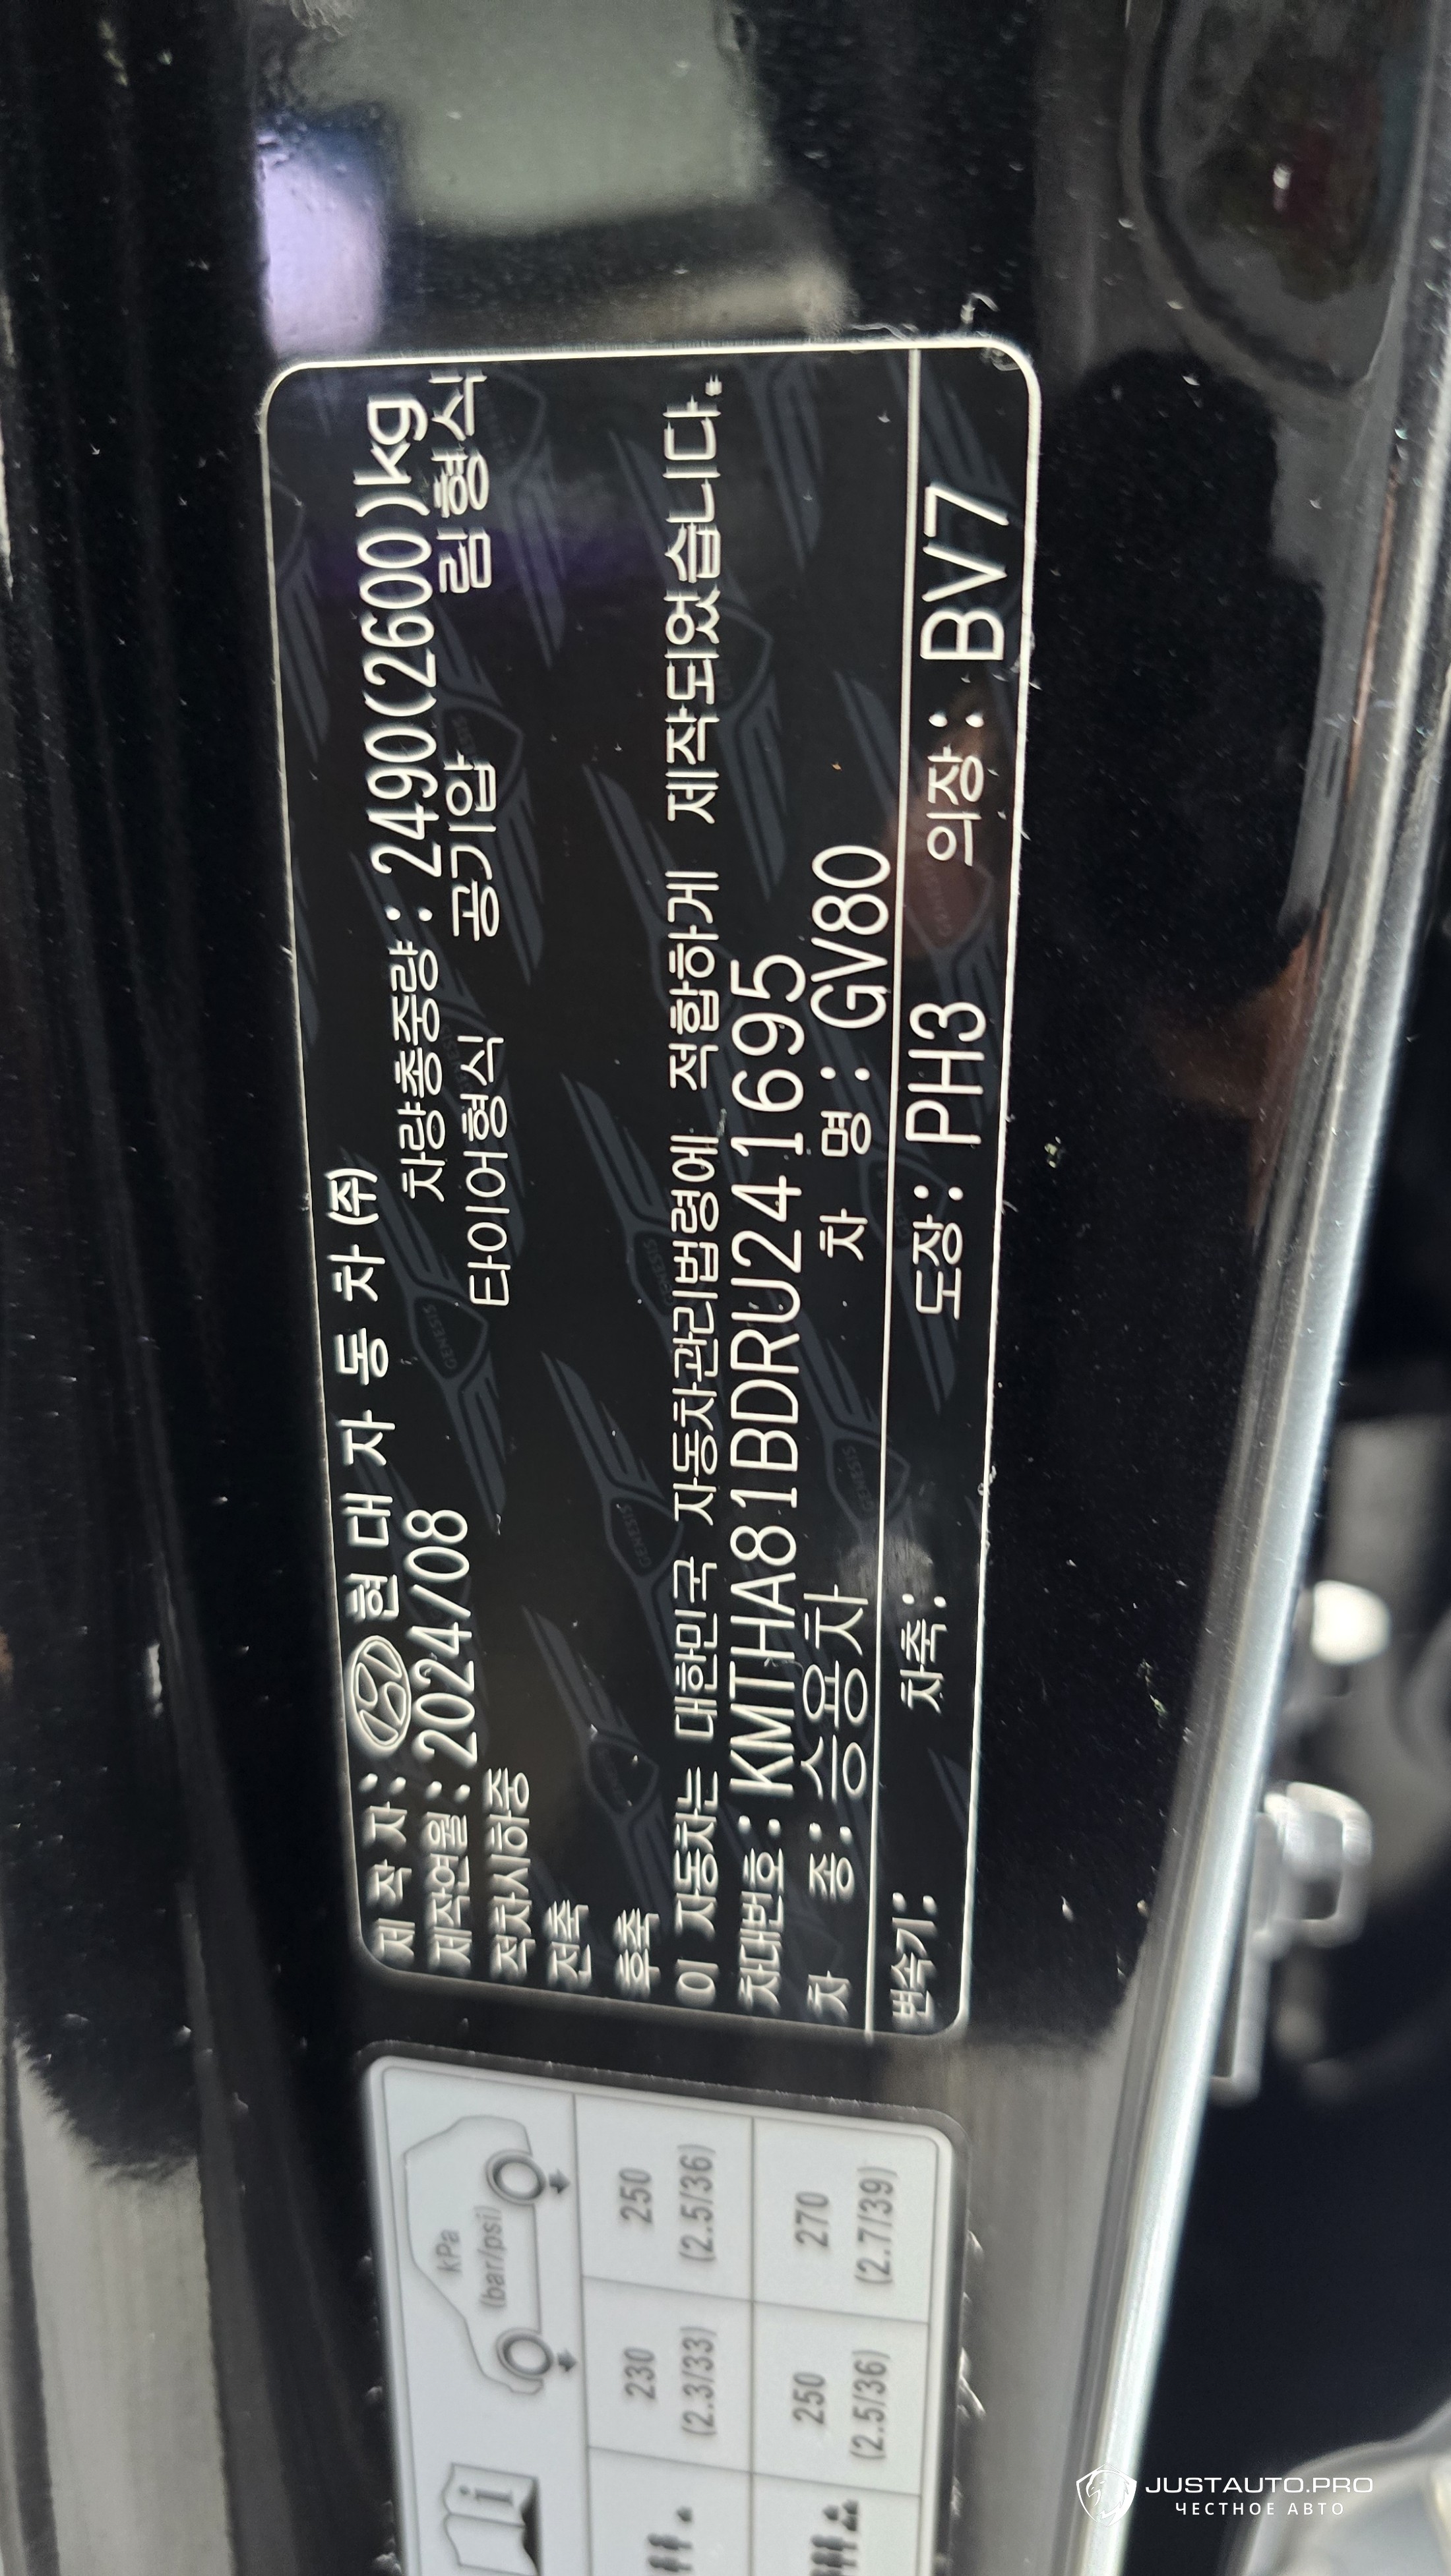 제 작 자 : 현 대 자 동 차 (주)
제작연월 : 2024/08 차량총중량 : 2490(2600)kg
적차시하중 타이어형식 공기압 림형식
전축
후축
이 자동차는 대한민국 자동차관리법령에 적합하게 제작되었습니다.
차대번호 : KMTHA81BDRU241695
차 종 : 승용차 차 명 : GV80
변속기 : 차축 : 도장 : PH3 의장 : BV7
kPa
(bar/psi)
230 250
(2.3/33) (2.5/36)
250 270
(2.5/36) (2.7/39)
i
GENESIS
JUSTAUTO.PRO
ЧЕСТНОЕ АВТО